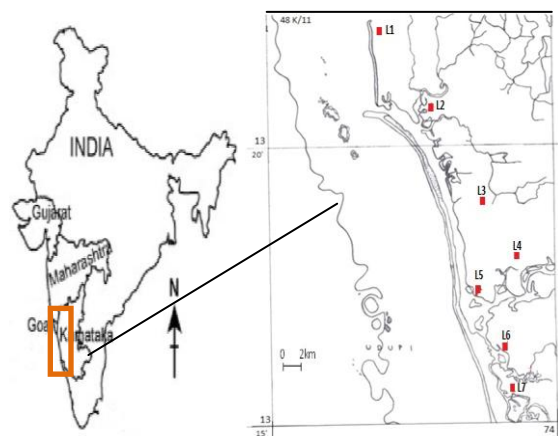 INDIA
Gujarat
Maharashtra
Goa
Karnataka
N
48 K/11
L1
L2
13
20'
L3
L4
L5
0 2km
UDUPI
L6
L7
13
15'
74